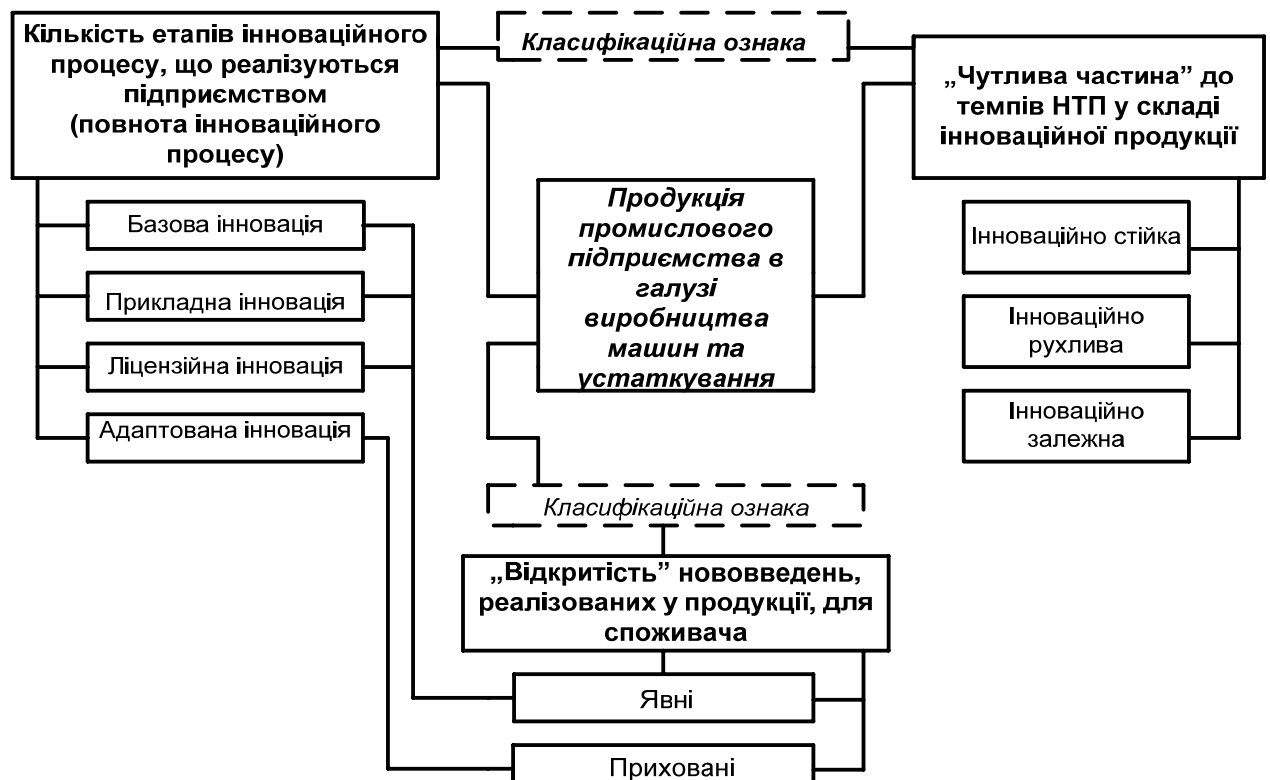 Кількість етапів інноваційного
процесу, що реалізуються
підприємством
(повнота інноваційного
процесу)
Класифікаційна ознака
„Чутлива частина” до
темпів НТП у складі
інноваційної продукції
Базова інновація
Прикладна інновація
Ліцензійна інновація
Адаптована інновація
Продукція
промислового
підприємства в
галузі
виробництва
машин та
устаткування
Інноваційно стійка
Інноваційно
рухлива
Інноваційно
залежна
Класифікаційна ознака
„Відкритість” нововведень,
реалізованих у продукції, для
споживача
Явні
Приховані